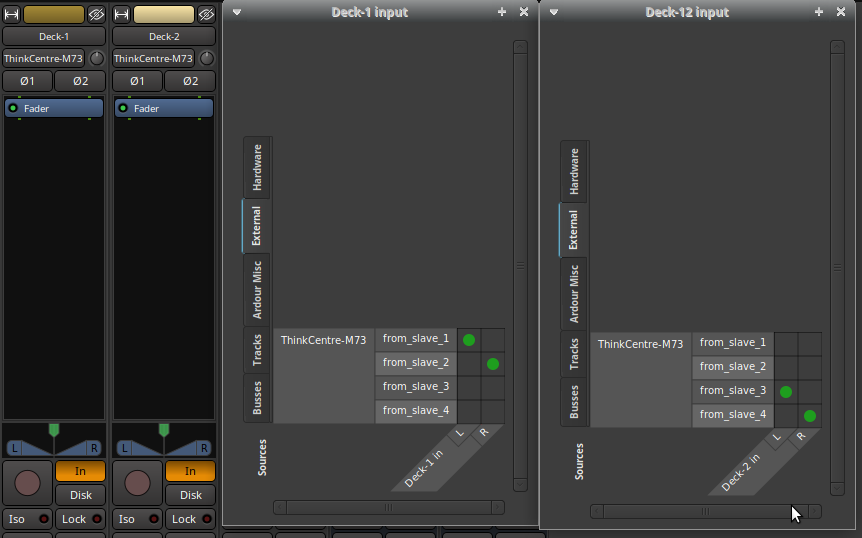 Deck-1
ThinkCentre-M73
Ø1 Ø2
Fader
L R
In
Disk
Iso Lock
Deck-2
ThinkCentre-M73
Ø1 Ø2
Fader
L R
In
Disk
Iso Lock
Deck-1 input
Hardware
External
Ardour Misc
Tracks
Busses
Sources
ThinkCentre-M73
from_slave_1
from_slave_2
from_slave_3
from_slave_4
L R
Deck-1 in
Deck-12 input
Hardware
External
Ardour Misc
Tracks
Busses
Sources
ThinkCentre-M73
from_slave_1
from_slave_2
from_slave_3
from_slave_4
L R
Deck-2 in